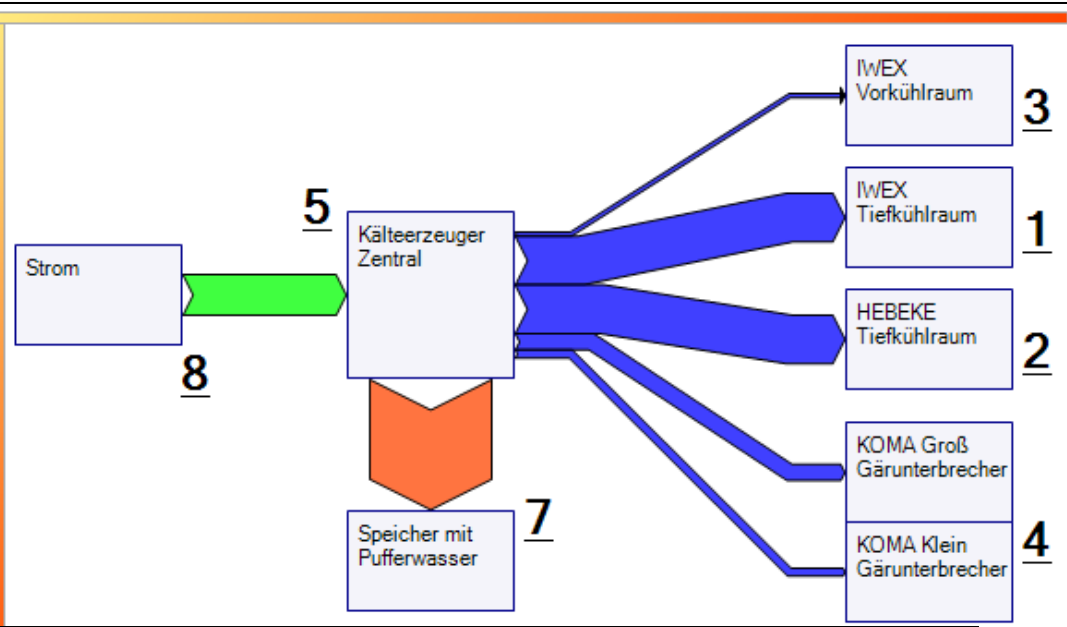 IWEX
Vorkühlraum
3
IWEX
Tiefkühlraum
1
5
Kälteerzeuger
Zentral
Strom
8
HEBEKE
Tiefkühlraum
2
KOMA Groß
Gärunterbrecher
KOMA Klein
Gärunterbrecher
4
Speicher mit
Pufferwasser
7